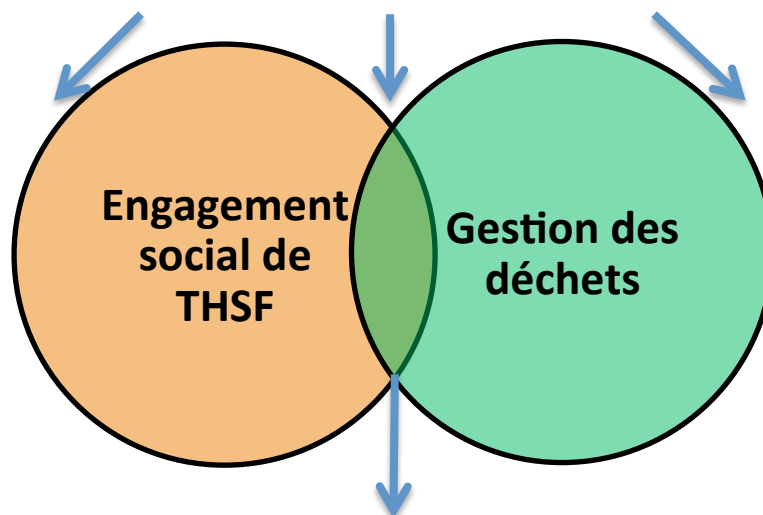 Engagement
social de
THSF
Gestion des
déchets